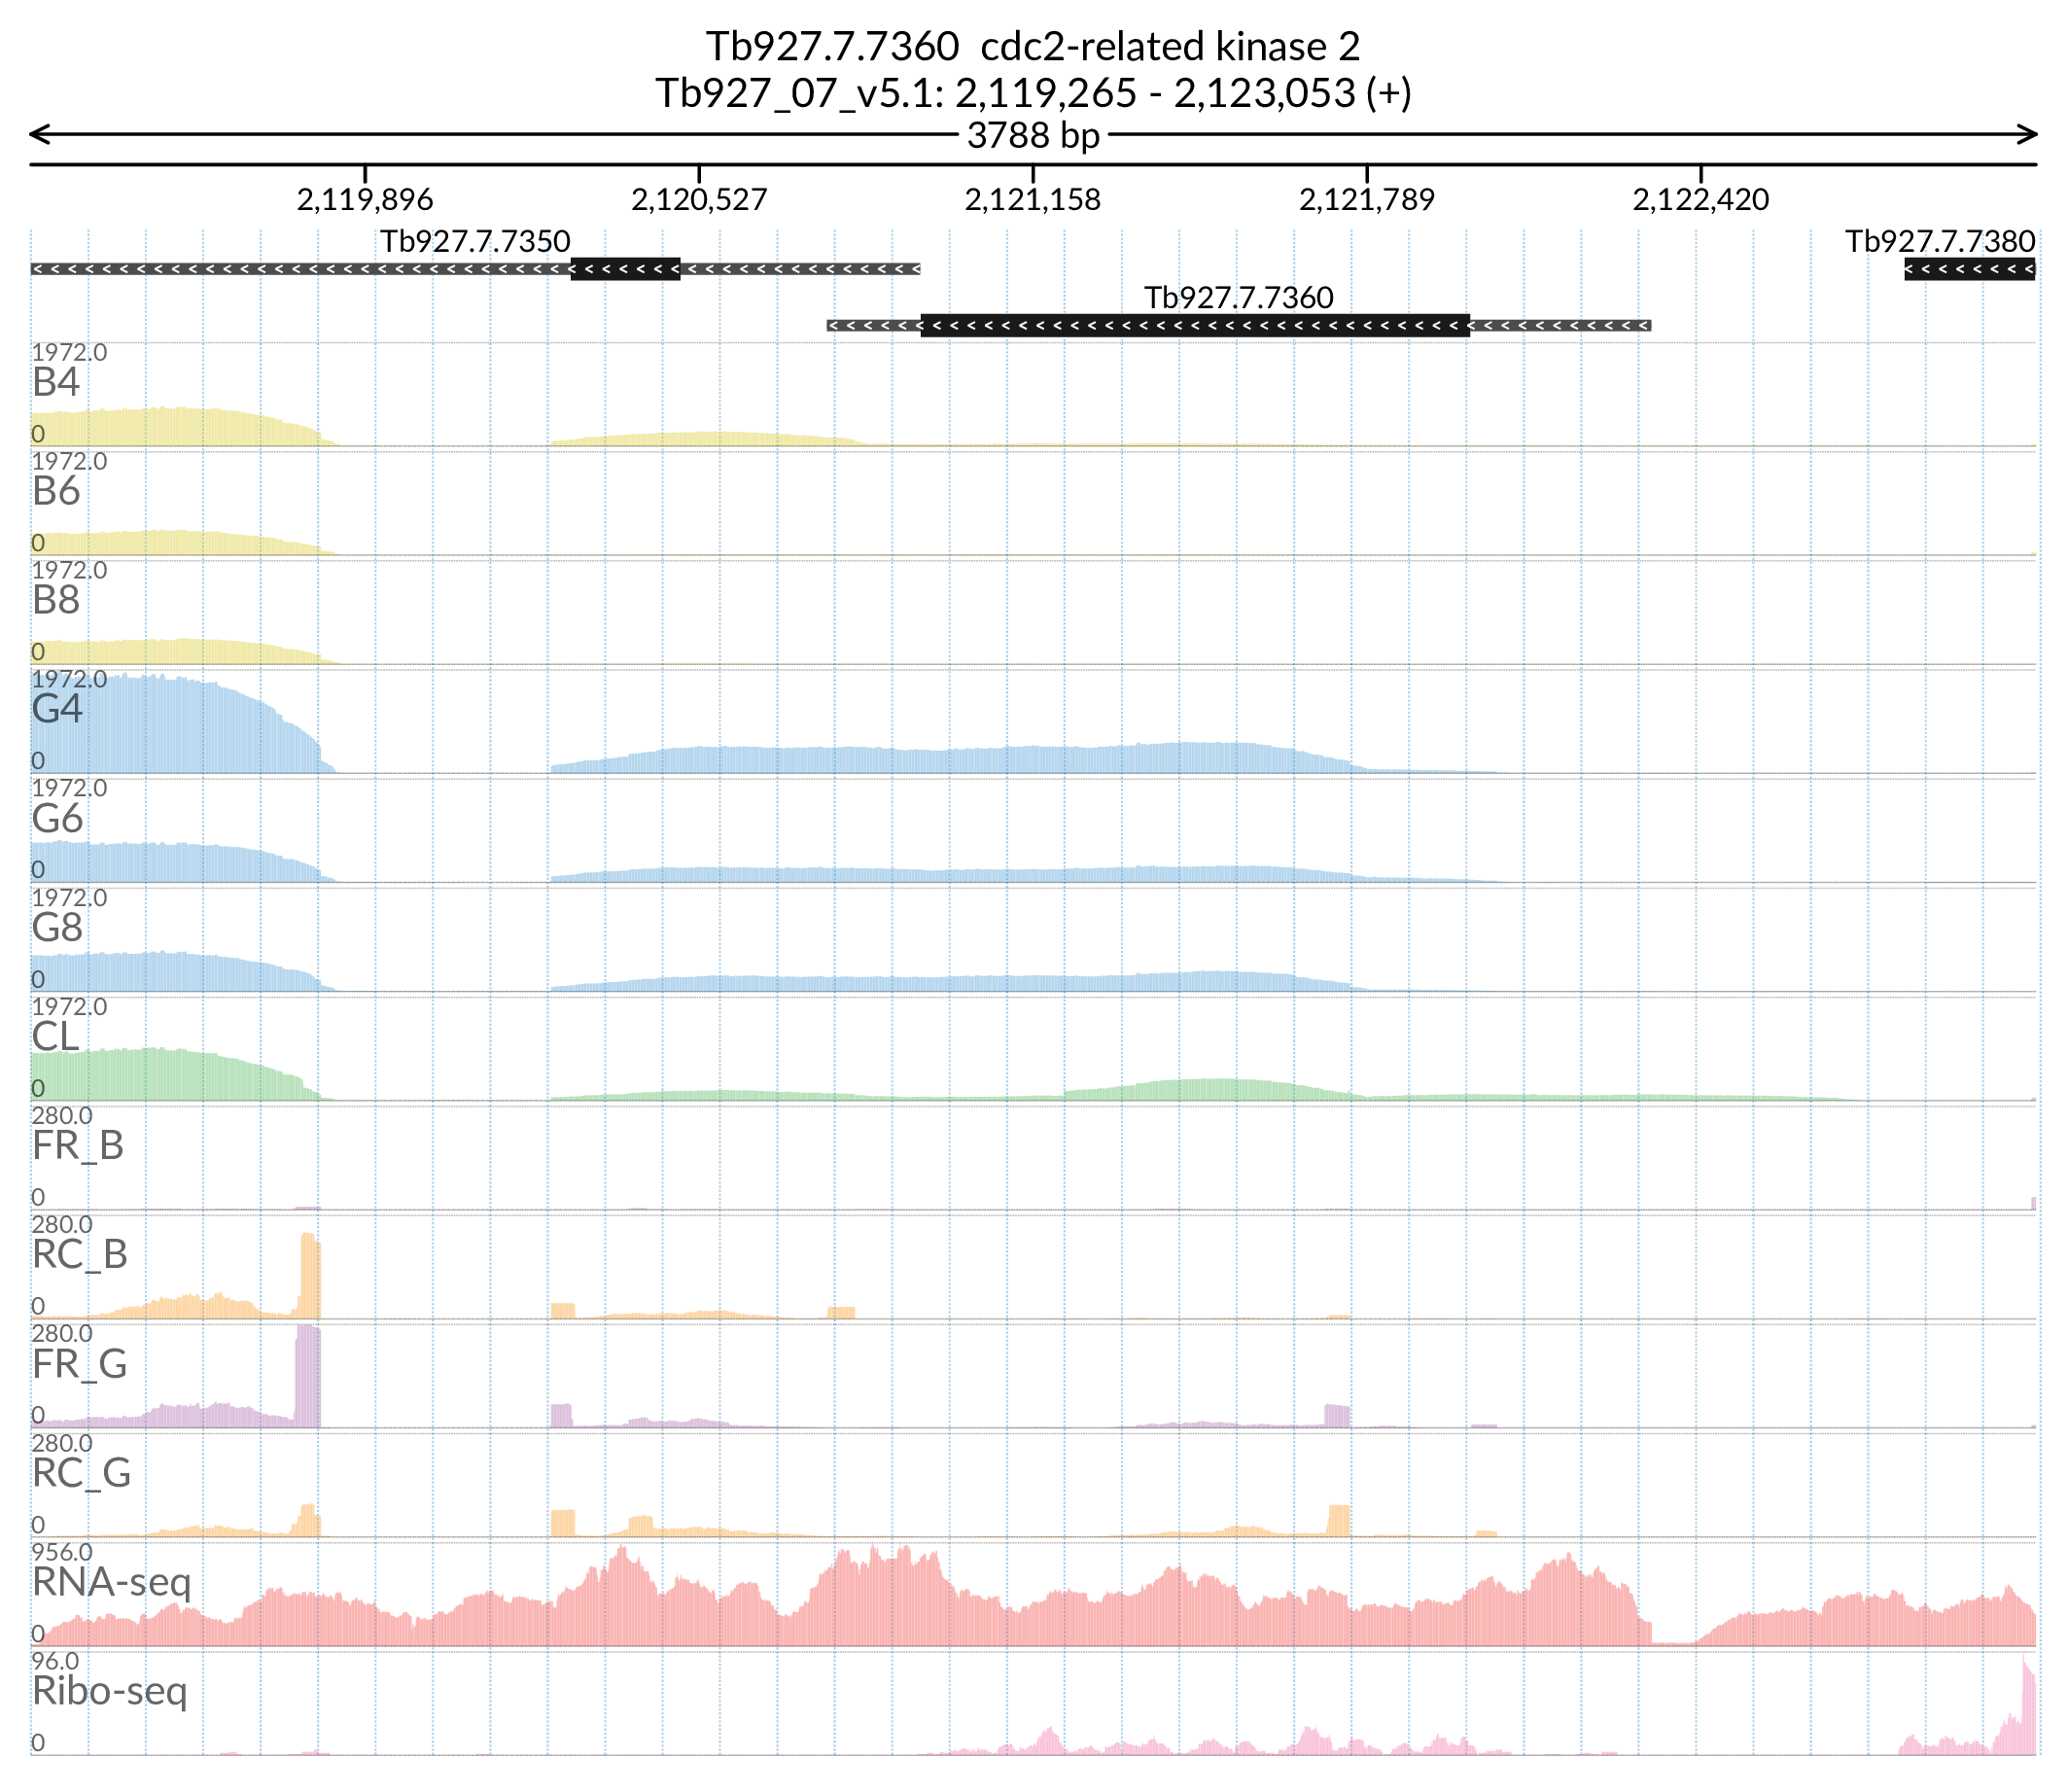 Tb927.7.7360  cdc2-related kinase 2
Tb927_07_v5.1: 2,119,265 - 2,123,053 (+)
3788 bp
2,119,896 2,120,527 2,121,158 2,121,789 2,122,420
Tb927.7.7350 Tb927.7.7380
Tb927.7.7360
1972.0
B4
0
1972.0
B6
0
1972.0
B8
0
1972.0
G4
0
1972.0
G6
0
1972.0
G8
0
1972.0
CL
0
280.0
FR_B
0
280.0
RC_B
0
280.0
FR_G
0
280.0
RC_G
0
956.0
RNA-seq
0
96.0
Ribo-seq
0